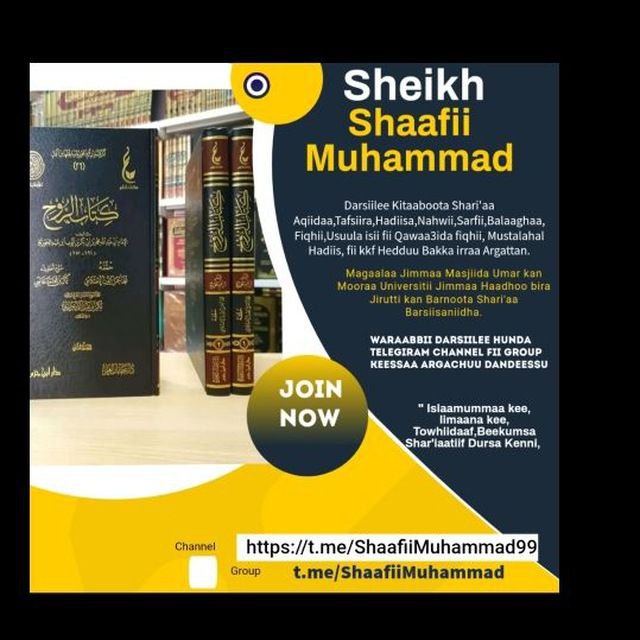 Sheikh
Shaafii
Muhammad
Darsiilee Kitaaboota Shari'aa
Aqiidaa,Tafsiira,Hadiisa,Nahwii,Sarfii,Balaaghaa,
Fiqhii,Usuula isii fii Qawaa3ida fiqhii, Mustalahal
Hadiis, fii kkf Hedduu Bakka irraa Argattan.
Magaalaa Jimmaa Masjiida Umar kan
Mooraa Universitii Jimmaa Haadhoo bira
Jirutti kan Barnoota Shari'aa
Barsiisaniidha.
WARAABBII DARSIILEE HUNDA
TELEGIRAM CHANNEL FII GROUP
KEESSAA ARGACHUU DANDEESSU
JOIN
NOW
" Islaamummaa kee,
Iimaana kee,
Towhiidaaf,Beekumsa
Shar'iaatiif Dursa Kenni,
Channel https://t.me/ShaafiiMuhammad99
Group t.me/ShaafiiMuhammad
كتاب الروح